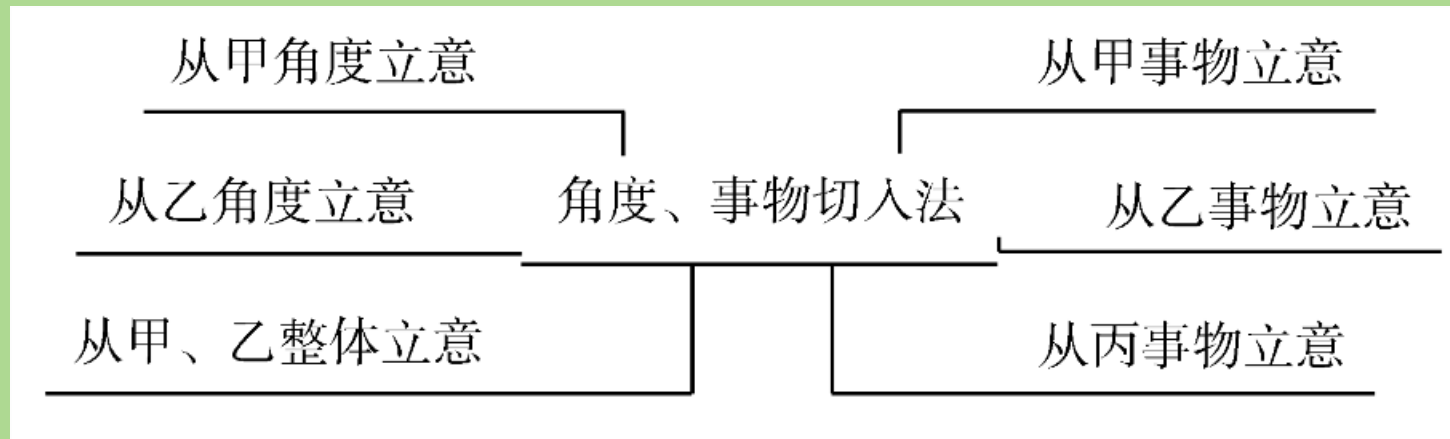 从甲角度立意
从甲事物立意
从乙角度立意
角度、事物切入法
从乙事物立意
从甲、乙整体立意
从丙事物立意